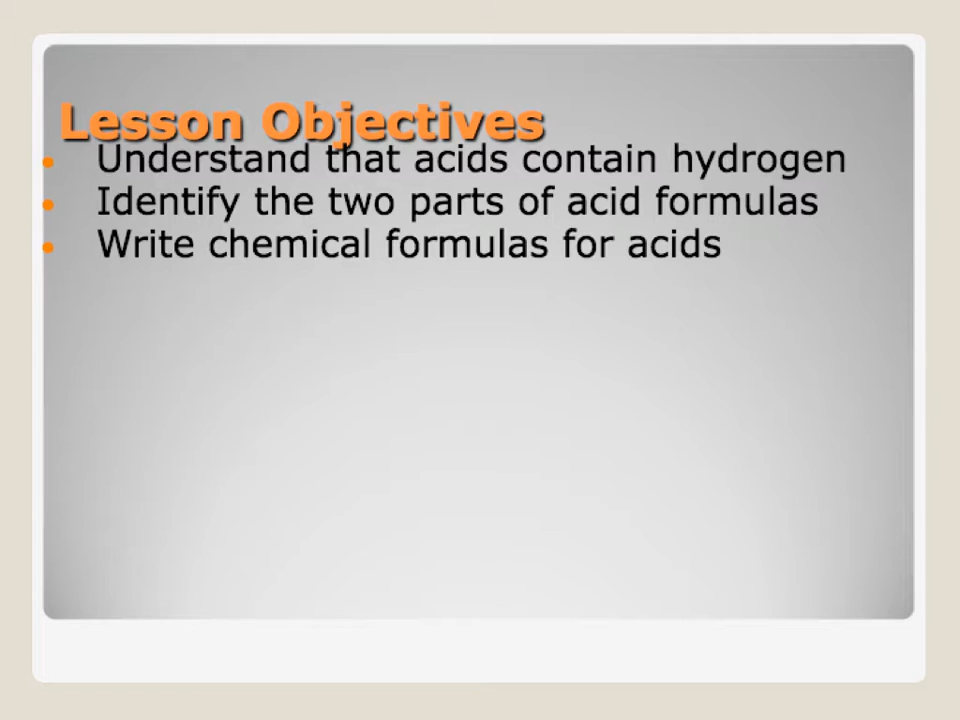 Lesson Objectives
• Understand that acids contain hydrogen
• Identify the two parts of acid formulas
• Write chemical formulas for acids